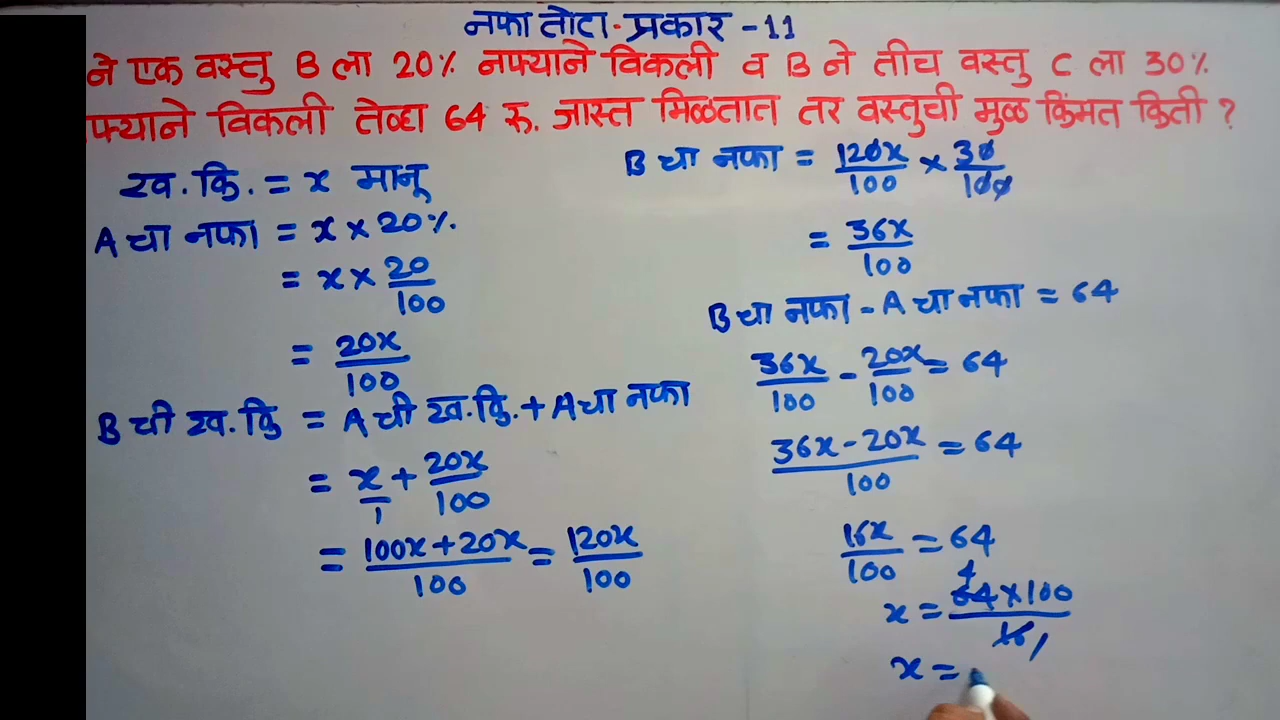 नफा तोटा - प्रकार - 11
ने एक वस्तु B ला 20% नफ्याने विकली व B ने तीच वस्तु C ला 30%
फ्याने विकली तेव्हा 64 रु. जास्त मिळतात तर वस्तुची मुळ किंमत किती ?
ख. कि. = x मानू
A चा नफा = x × 20%
= x × 20/100
= 20x/100
B ची ख. कि = A ची ख. कि. + A चा नफा
= x/1 + 20x/100
= 100x + 20x/100 = 120x/100
B चा नफा = 120x/100 × 30/100
= 36x/100
B चा नफा - A चा नफा = 64
36x/100 - 20x/100 = 64
36x - 20x/100 = 64
16x/100 = 64
4
x = 64 × 100/16
1
x =